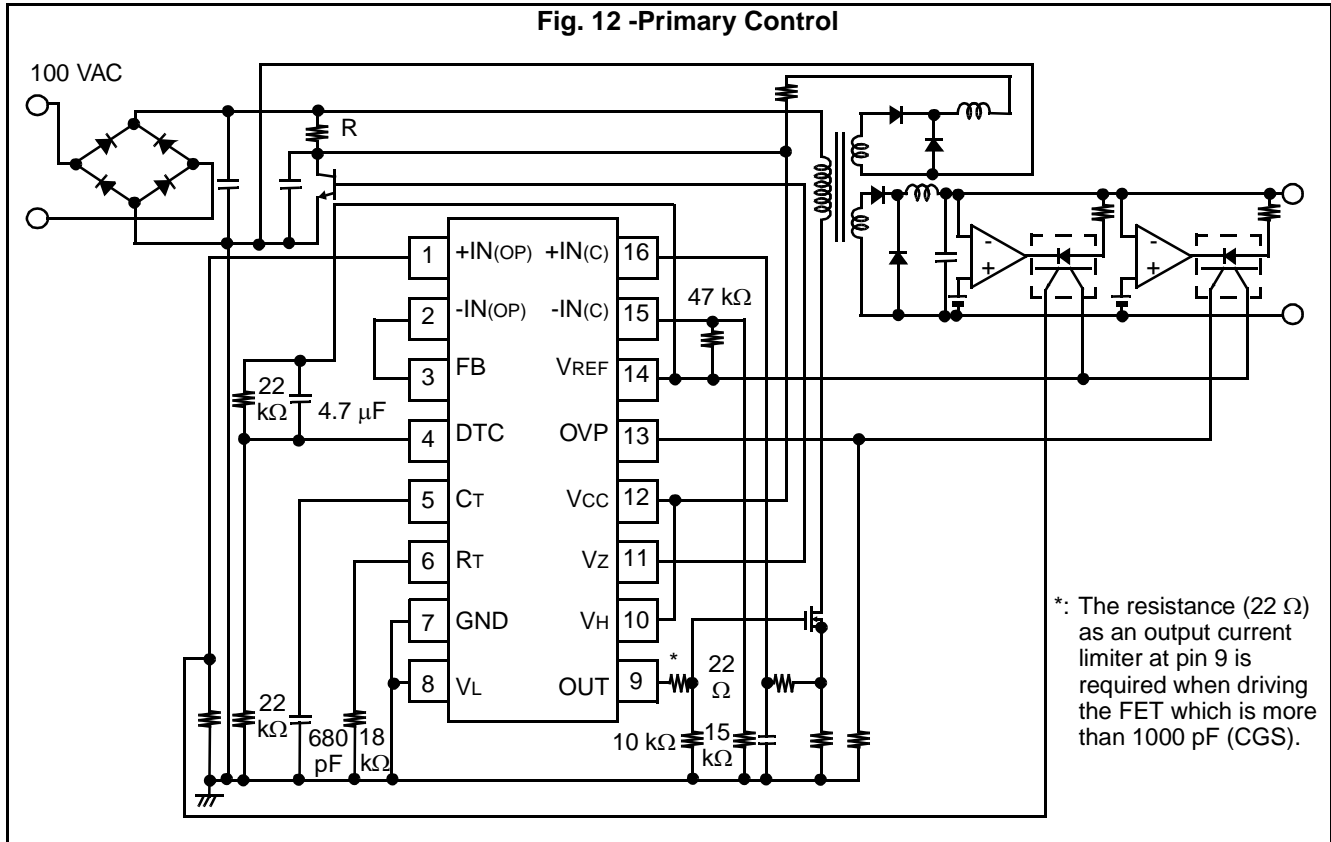 Fig. 12 -Primary Control
100 VAC
R
1 +IN(OP) +IN(C) 16
2 -IN(OP) -IN(C) 15
3 FB VREF 14
4 DTC OVP 13
5 CT VCC 12
6 RT VZ 11
7 GND VH 10
8 VL OUT 9
47 kΩ
22
kΩ
4.7 μF
22
kΩ
680
pF
18
kΩ
*
22
Ω
10 kΩ
15
kΩ
-
+
-
+
*: The resistance (22 Ω)
as an output current
limiter at pin 9 is
required when driving
the FET which is more
than 1000 pF (CGS).